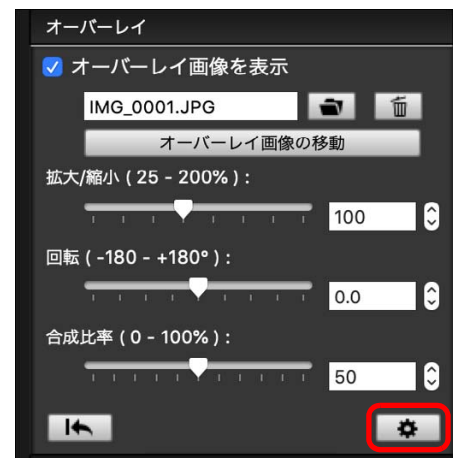 オーバーレイ
オーバーレイ画像を表示
IMG_0001.JPG
オーバーレイ画像の移動
拡大/縮小 ( 25 - 200% ) :
100
回転 ( -180 - +180° ) :
0.0
合成比率 ( 0 - 100% ) :
50